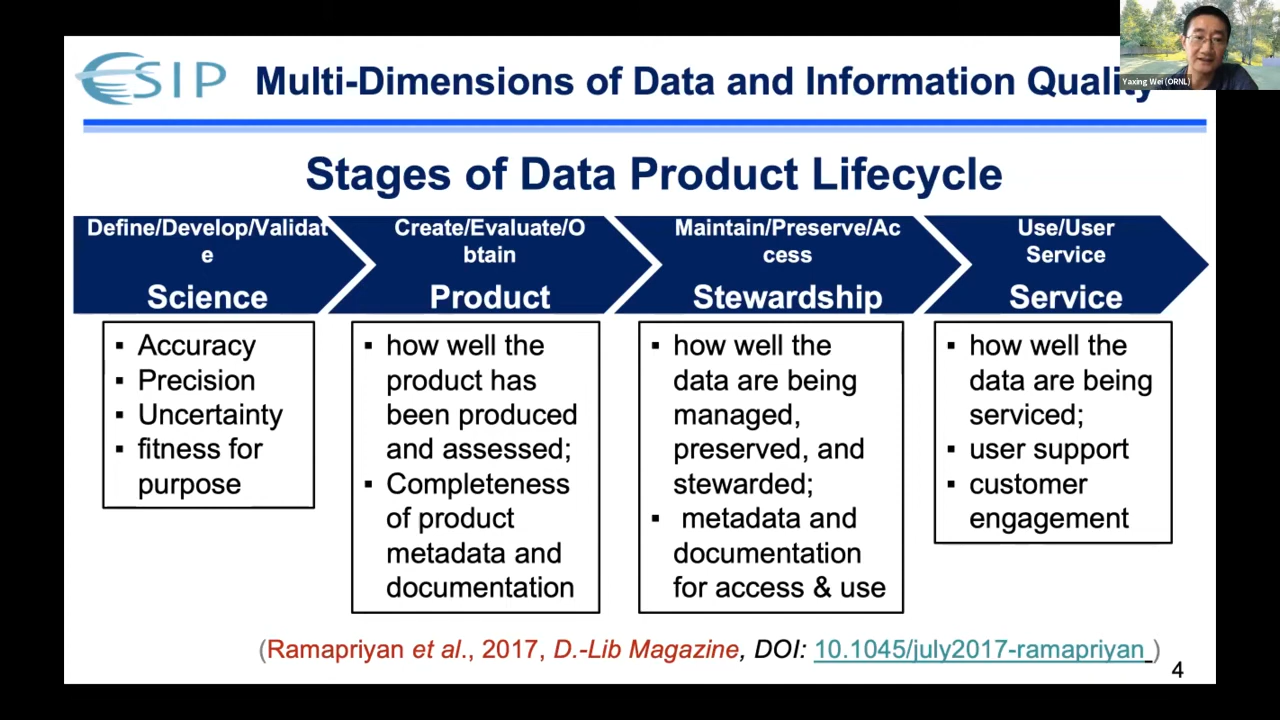 ESIP
Multi-Dimensions of Data and Information Quality
Yaxing Wei (ORNL)
Stages of Data Product Lifecycle
Define/Develop/Validat
e
Science
Create/Evaluate/O
btain
Product
Maintain/Preserve/Ac
cess
Stewardship
Use/User
Service
Service
▪ Accuracy
▪ Precision
▪ Uncertainty
▪ fitness for
purpose
▪ how well the
product has
been produced
and assessed;
▪ Completeness
of product
metadata and
documentation
▪ how well the
data are being
managed,
preserved, and
stewarded;
▪ metadata and
documentation
for access & use
▪ how well the
data are being
serviced;
▪ user support
▪ customer
engagement
(Ramapriyan et al., 2017, D.-Lib Magazine, DOI: 10.1045/july2017-ramapriyan )
4